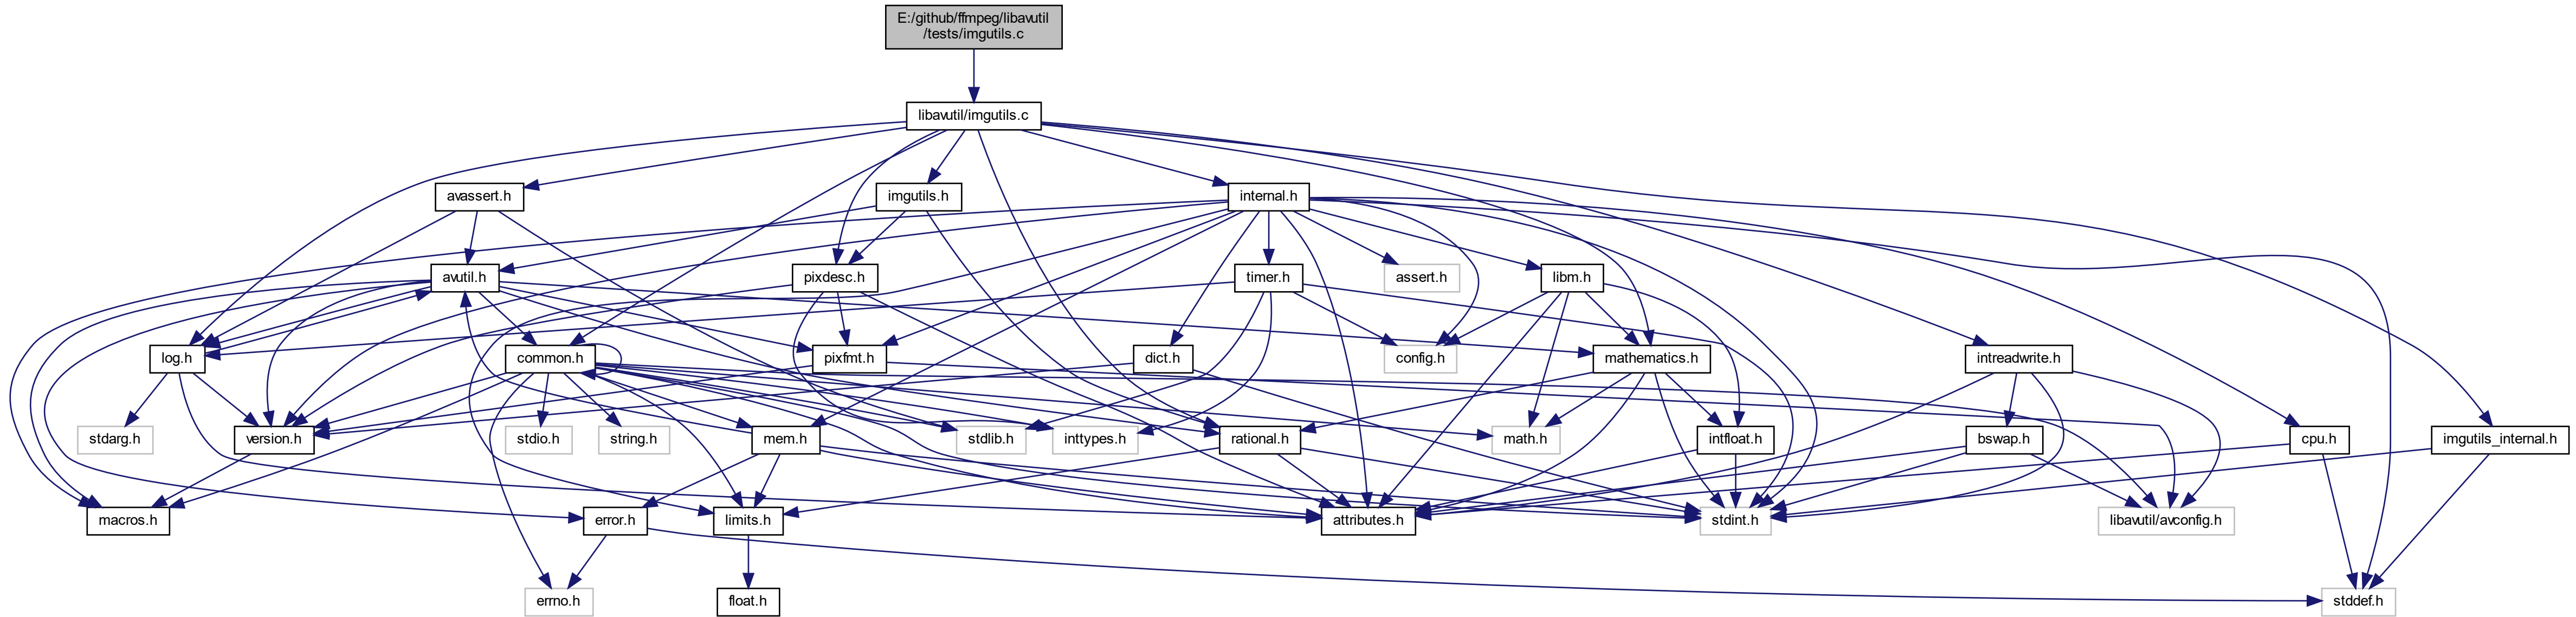 E:/github/ffmpeg/libavutil
/tests/imgutils.c
libavutil/imgutils.c
avassert.h
imgutils.h
internal.h
avutil.h
pixdesc.h
timer.h
assert.h
libm.h
log.h
common.h
pixfmt.h
dict.h
config.h
mathematics.h
intreadwrite.h
stdarg.h
version.h
stdio.h
string.h
mem.h
stdlib.h
inttypes.h
rational.h
math.h
intfloat.h
bswap.h
cpu.h
imgutils_internal.h
macros.h
error.h
limits.h
attributes.h
stdint.h
libavutil/avconfig.h
errno.h
float.h
stddef.h